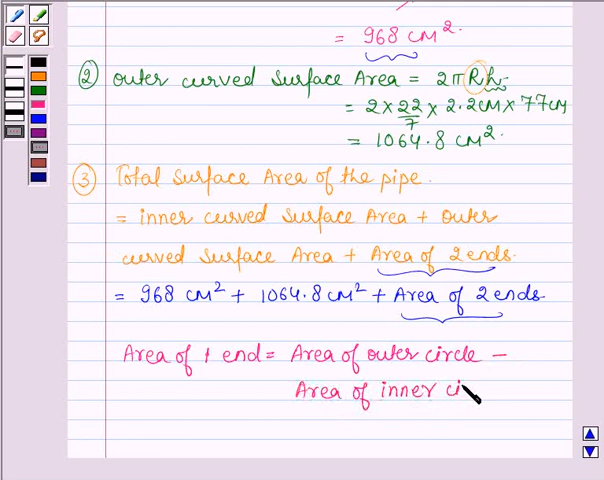 = 968 cm².
② Outer curved Surface Area = 2πRh.
= 2 × 22/7 × 2.2cm × 77cm
= 1064.8 cm².
③ Total Surface Area of the pipe.
= inner curved Surface Area + Outer
curved Surface Area + Area of 2 ends.
= 968 cm² + 1064.8 cm² + Area of 2 ends.
Area of 1 end = Area of outer circle −
Area of inner ci